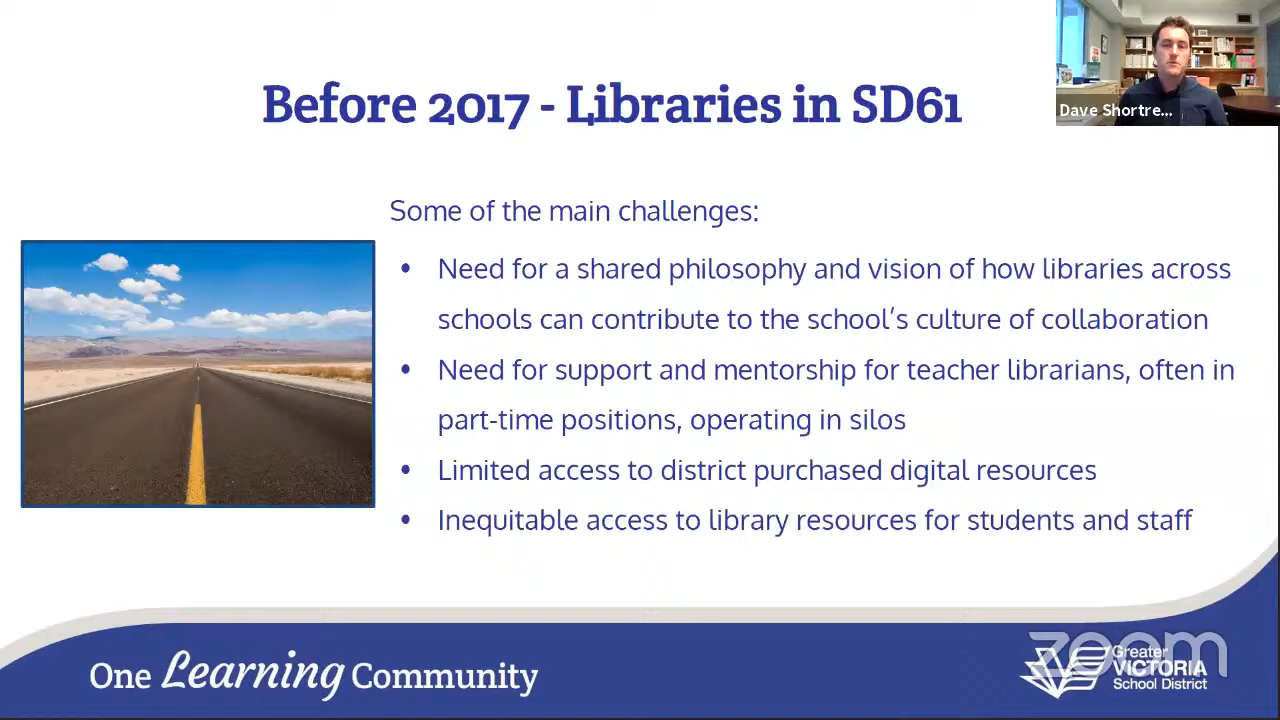 Before 2017 - Libraries in SD61
Dave Shortre...
Some of the main challenges:
• Need for a shared philosophy and vision of how libraries across
schools can contribute to the school's culture of collaboration
• Need for support and mentorship for teacher librarians, often in
part-time positions, operating in silos
• Limited access to district purchased digital resources
• Inequitable access to library resources for students and staff
One Learning Community
zoom
Greater
VICTORIA
School District